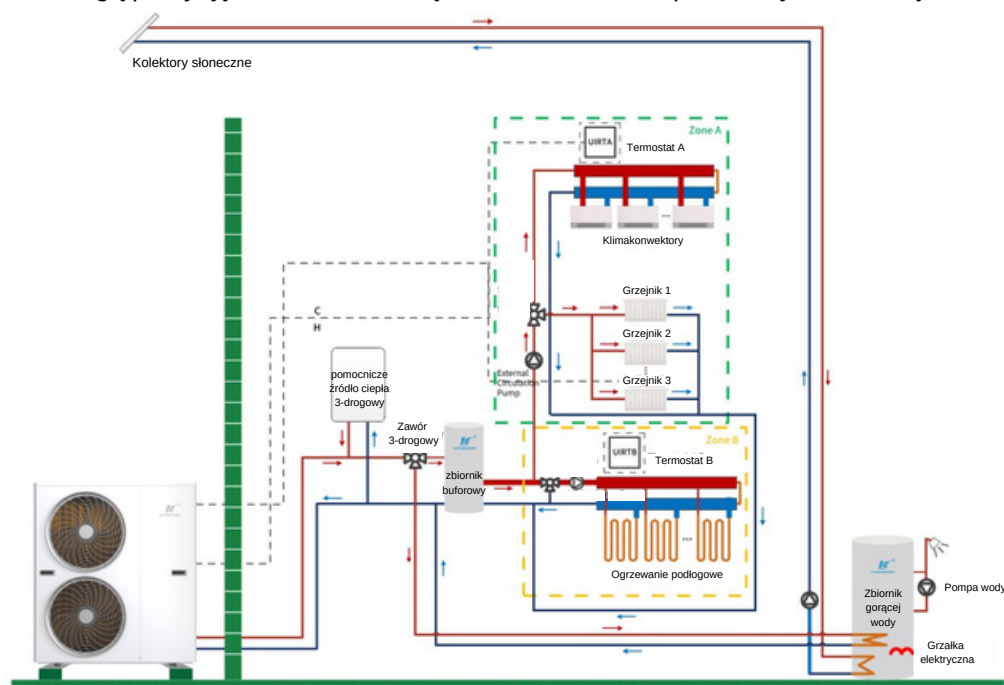 Kolektory słoneczne
Zone A
UIRTA
Termostat A
Klimakonwektory
C
H
Grzejnik 1
Grzejnik 2
Grzejnik 3
External
Circulation
Pump
pomocnicze
źródło ciepła
3-drogowy
Zawór
3-drogowy
zbiornik
buforowy
Zone B
UIRTB
Termostat B
Ogrzewanie podłogowe
Zbiornik
gorącej
wody
Pompa wody
Grzałka
elektryczna